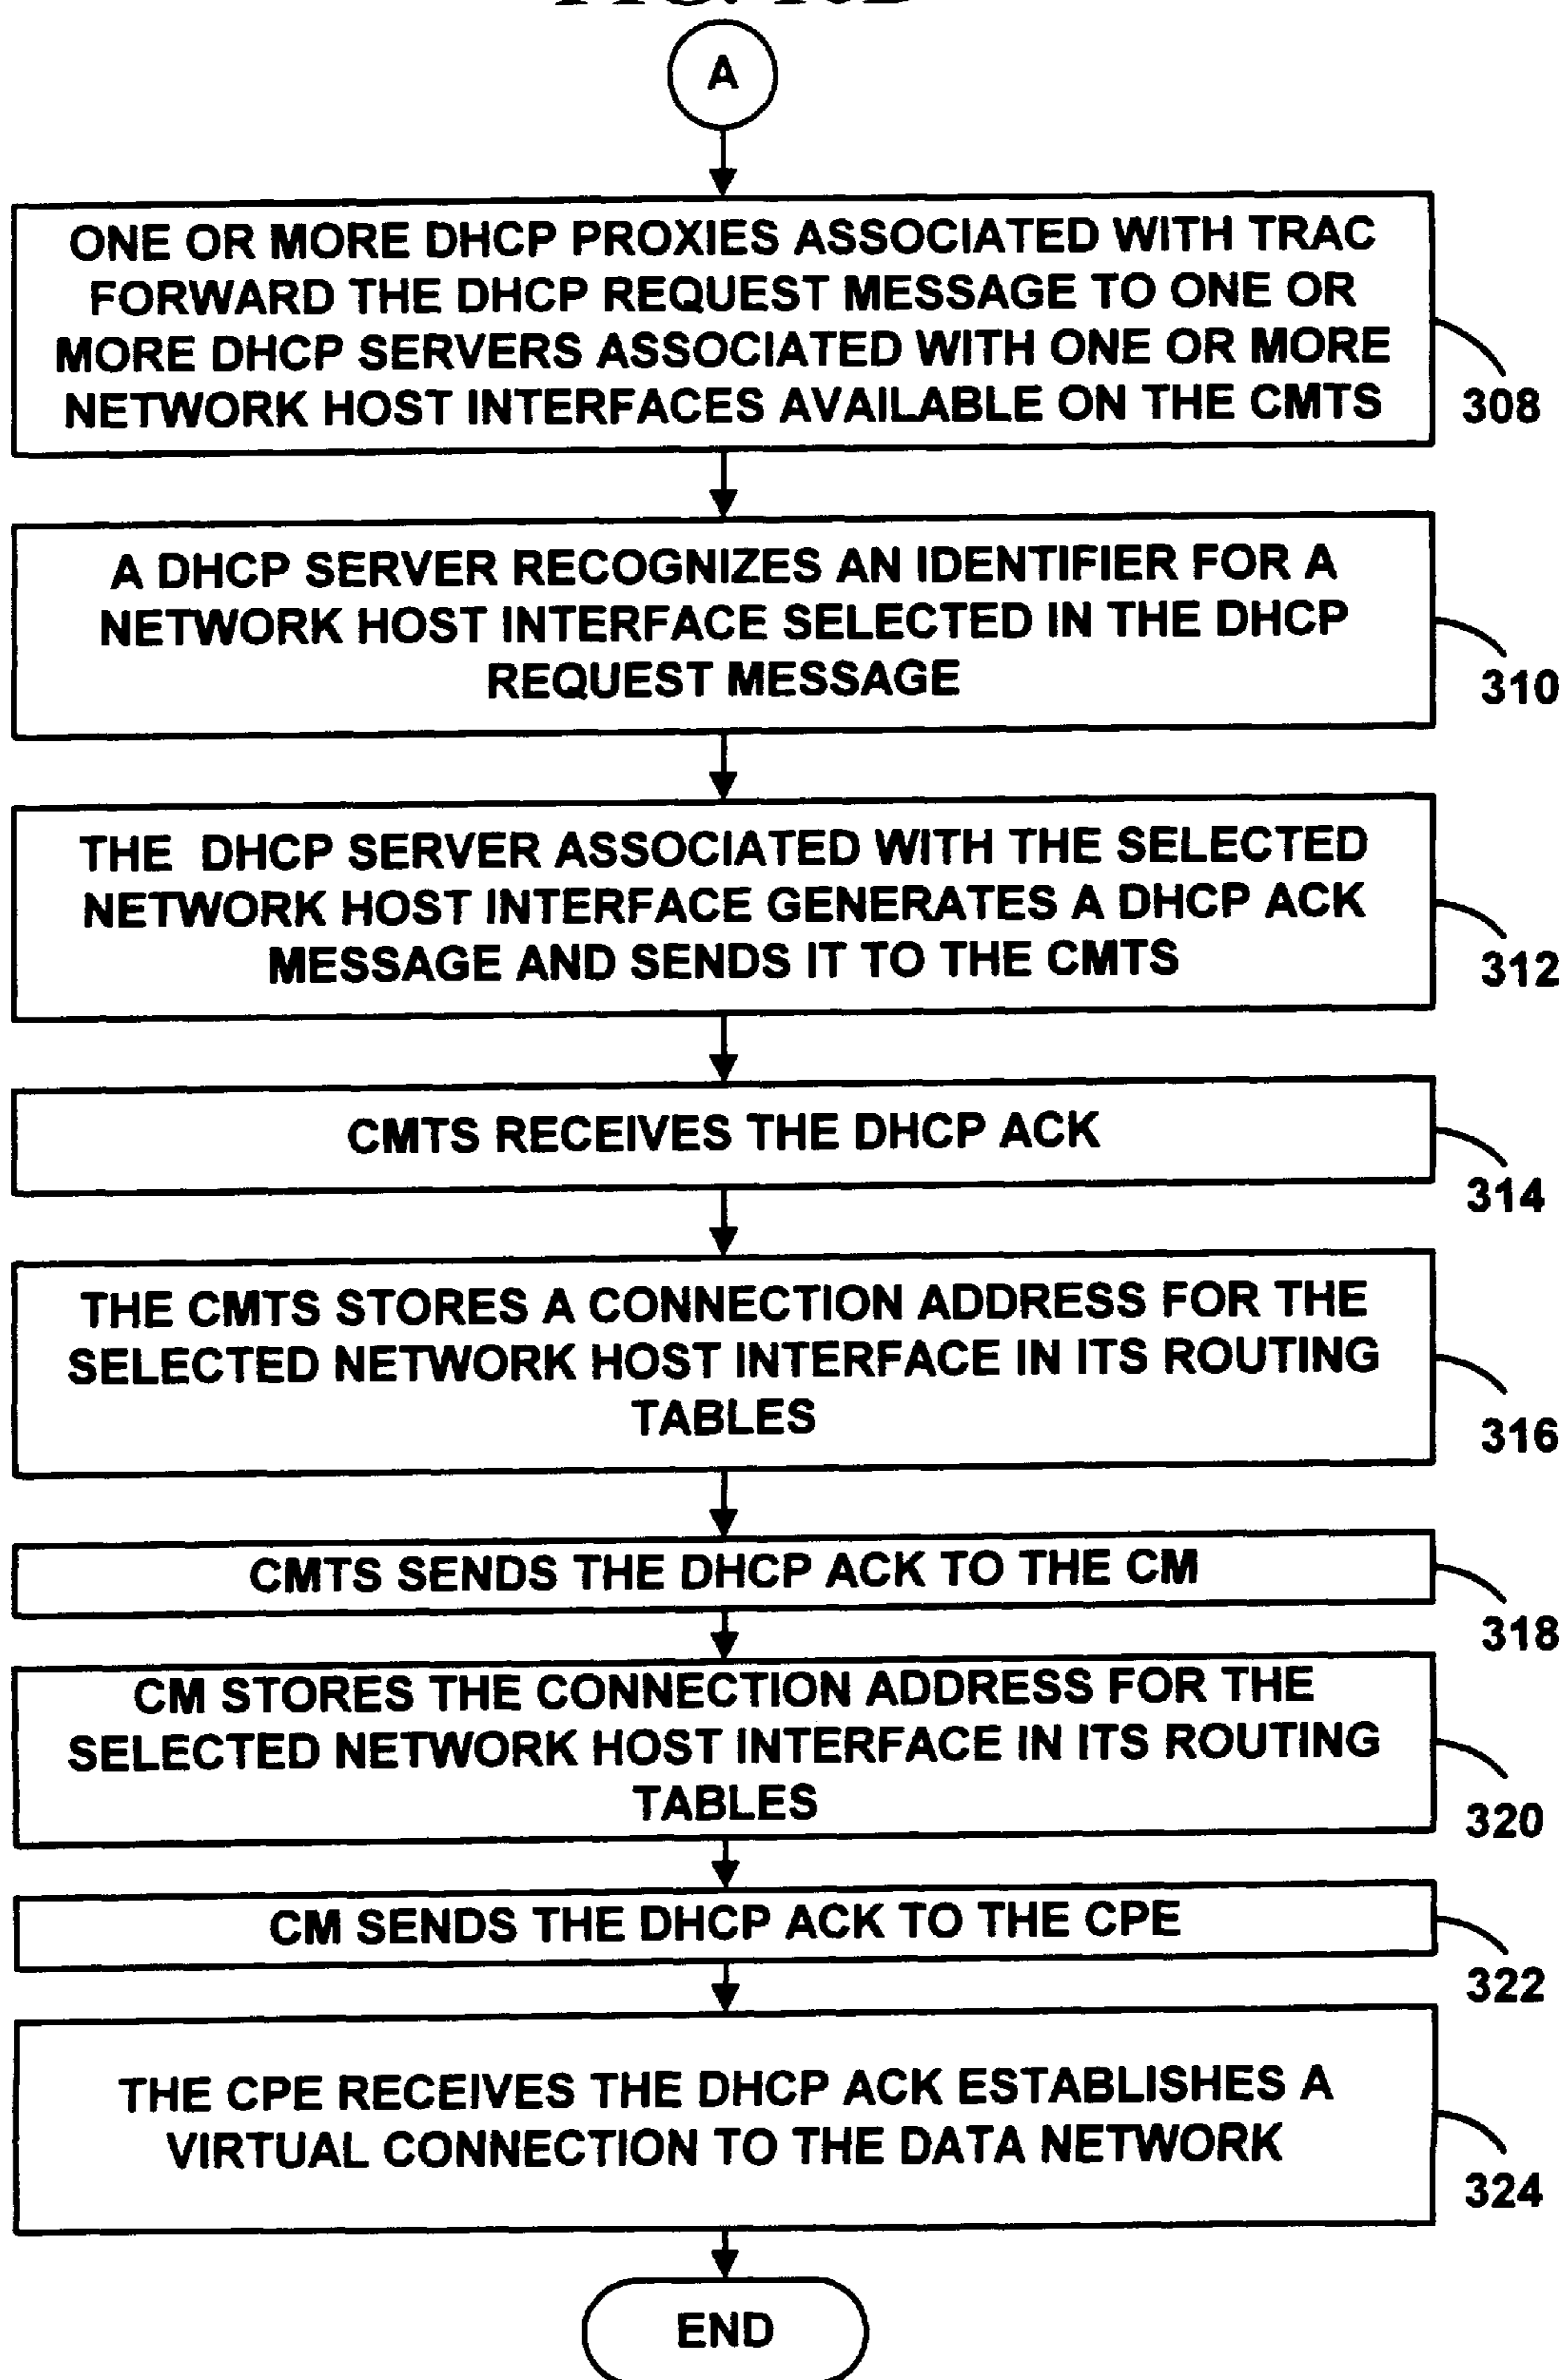 A
ONE OR MORE DHCP PROXIES ASSOCIATED WITH TRAC
FORWARD THE DHCP REQUEST MESSAGE TO ONE OR
MORE DHCP SERVERS ASSOCIATED WITH ONE OR MORE
NETWORK HOST INTERFACES AVAILABLE ON THE CMTS
308
A DHCP SERVER RECOGNIZES AN IDENTIFIER FOR A
NETWORK HOST INTERFACE SELECTED IN THE DHCP
REQUEST MESSAGE
310
THE DHCP SERVER ASSOCIATED WITH THE SELECTED
NETWORK HOST INTERFACE GENERATES A DHCP ACK
MESSAGE AND SENDS IT TO THE CMTS
312
CMTS RECEIVES THE DHCP ACK
314
THE CMTS STORES A CONNECTION ADDRESS FOR THE
SELECTED NETWORK HOST INTERFACE IN ITS ROUTING
TABLES
316
CMTS SENDS THE DHCP ACK TO THE CM
318
CM STORES THE CONNECTION ADDRESS FOR THE
SELECTED NETWORK HOST INTERFACE IN ITS ROUTING
TABLES
320
CM SENDS THE DHCP ACK TO THE CPE
322
THE CPE RECEIVES THE DHCP ACK ESTABLISHES A
VIRTUAL CONNECTION TO THE DATA NETWORK
324
END